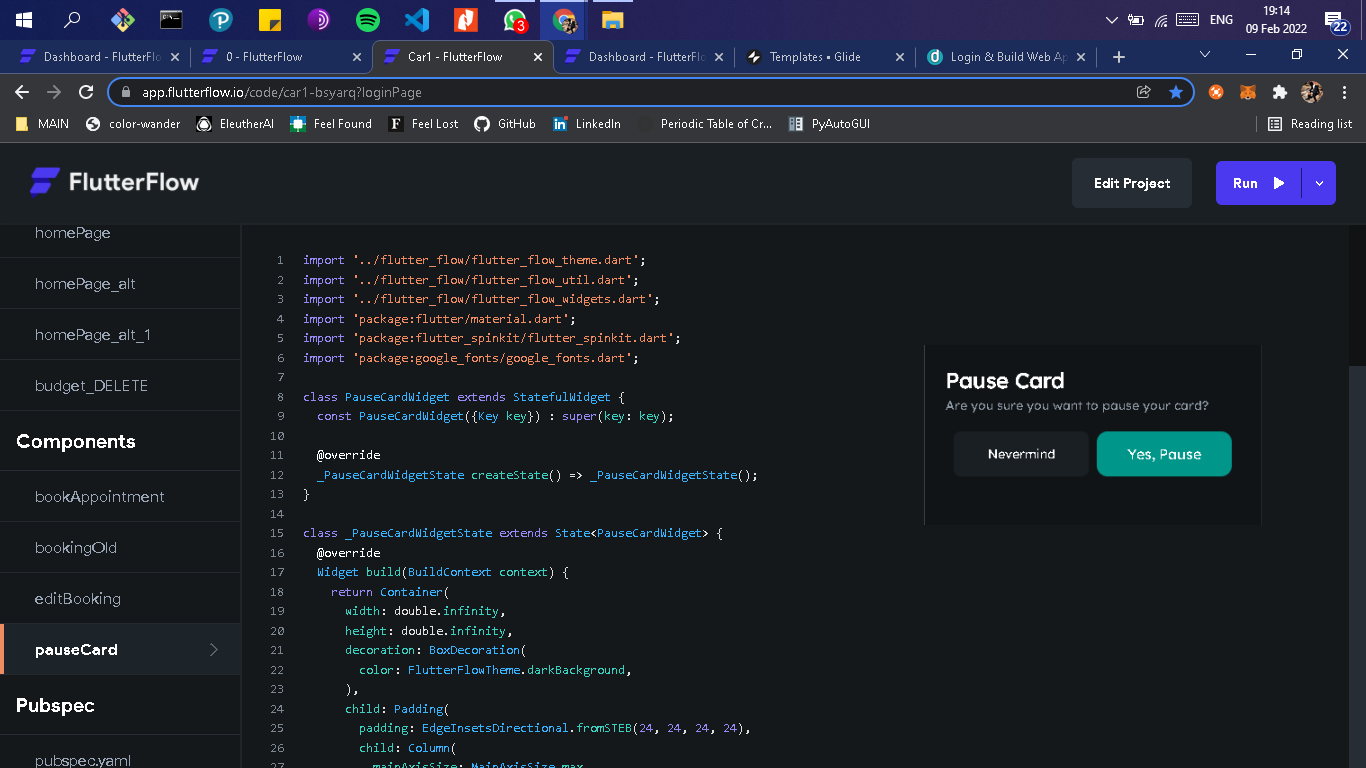 3
ENG
19:14
09 Feb 2022
22
Dashboard - FlutterFlo
0 - FlutterFlow
Car1 - FlutterFlow
Dashboard - FlutterFlo
Templates • Glide
Login & Build Web Ap
app.flutterflow.io/code/car1-bsyarq?loginPage
MAIN
color-wander
EleutherAI
Feel Found
Feel Lost
GitHub
LinkedIn
Periodic Table of Cr...
PyAutoGUI
Reading list
FlutterFlow
Edit Project
Run
homePage
homePage_alt
homePage_alt_1
budget_DELETE
Components
bookAppointment
bookingOld
editBooking
pauseCard
Pubspec
pubspec.yaml
1 import '../flutter_flow/flutter_flow_theme.dart';
2 import '../flutter_flow/flutter_flow_util.dart';
3 import '../flutter_flow/flutter_flow_widgets.dart';
4 import 'package:flutter/material.dart';
5 import 'package:flutter_spinkit/flutter_spinkit.dart';
6 import 'package:google_fonts/google_fonts.dart';
7
8 class PauseCardWidget extends StatefulWidget {
9 const PauseCardWidget({Key key}) : super(key: key);
10
11 @override
12 _PauseCardWidgetState createState() => _PauseCardWidgetState();
13 }
14
15 class _PauseCardWidgetState extends State<PauseCardWidget> {
16 @override
17 Widget build(BuildContext context) {
18 return Container(
19 width: double.infinity,
20 height: double.infinity,
21 decoration: BoxDecoration(
22 color: FlutterFlowTheme.darkBackground,
23 ),
24 child: Padding(
25 padding: EdgeInsetsDirectional.fromSTEB(24, 24, 24, 24),
26 child: Column(
27 mainAxisSize: MainAxisSize.max,
Pause Card
Are you sure you want to pause your card?
Nevermind
Yes, Pause